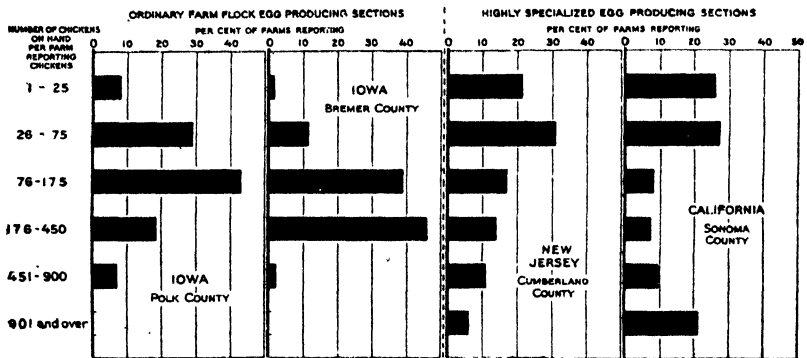 ORDINARY FARM FLOCK EGG PRODUCING SECTIONS
HIGHLY SPECIALIZED EGG PRODUCING SECTIONS
NUMBER OF CHICKENS
ON HAND
PER FARM
REPORTING
CHICKENS
PER CENT OF FARMS REPORTING
PER CENT OF FARMS REPORTING
0 10 20 30 40 0 10 20 30 40 0 10 20 30 40 0 10 20 30 40 50
1 - 25
26 - 75
76-175
176-450
451-900
901 and over
IOWA
POLK COUNTY
IOWA
BREMER COUNTY
NEW
JERSEY
CUMBERLAND
COUNTY
CALIFORNIA
SONOMA
COUNTY